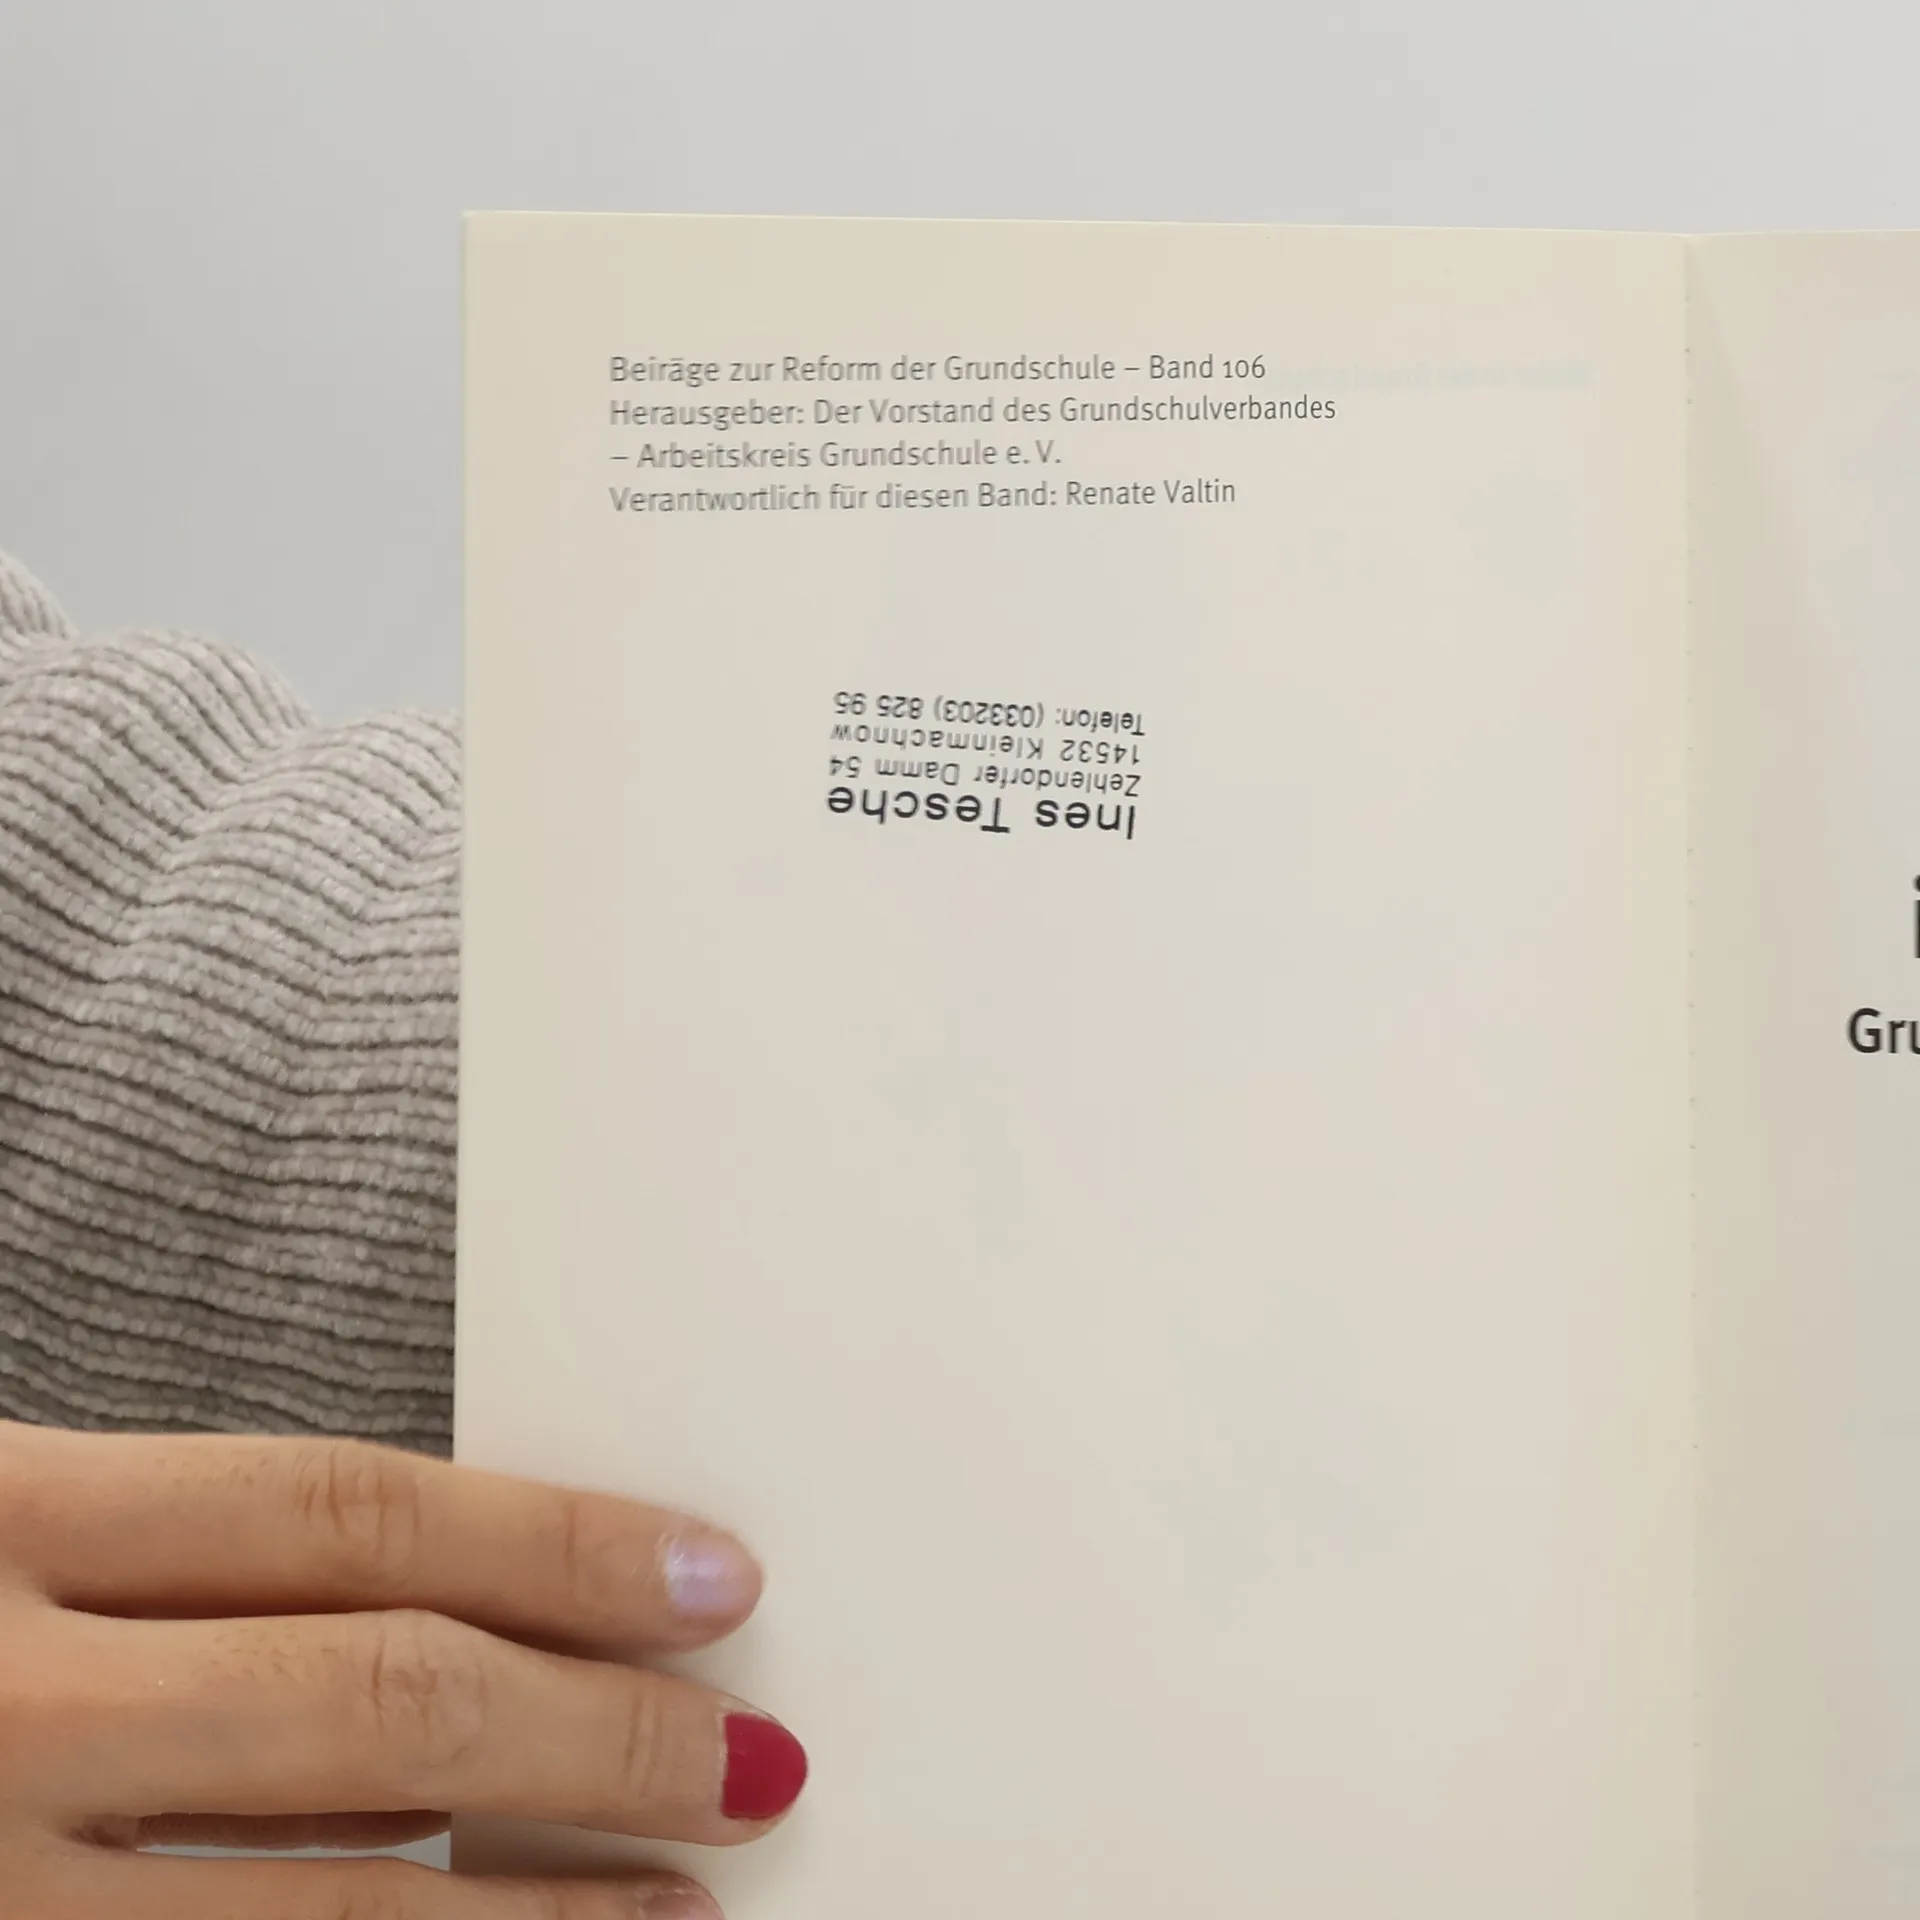 Beiräge zur Reform der Grundschule – Band 106
Herausgeber: Der Vorstand des Grundschulverbandes
– Arbeitskreis Grundschule e. V.
Verantwortlich für diesen Band: Renate Valtin
Ines Tesche
Zehlendorfer Damm 54
14532 Kleinmachnow
Telefon: (033203) 825 95